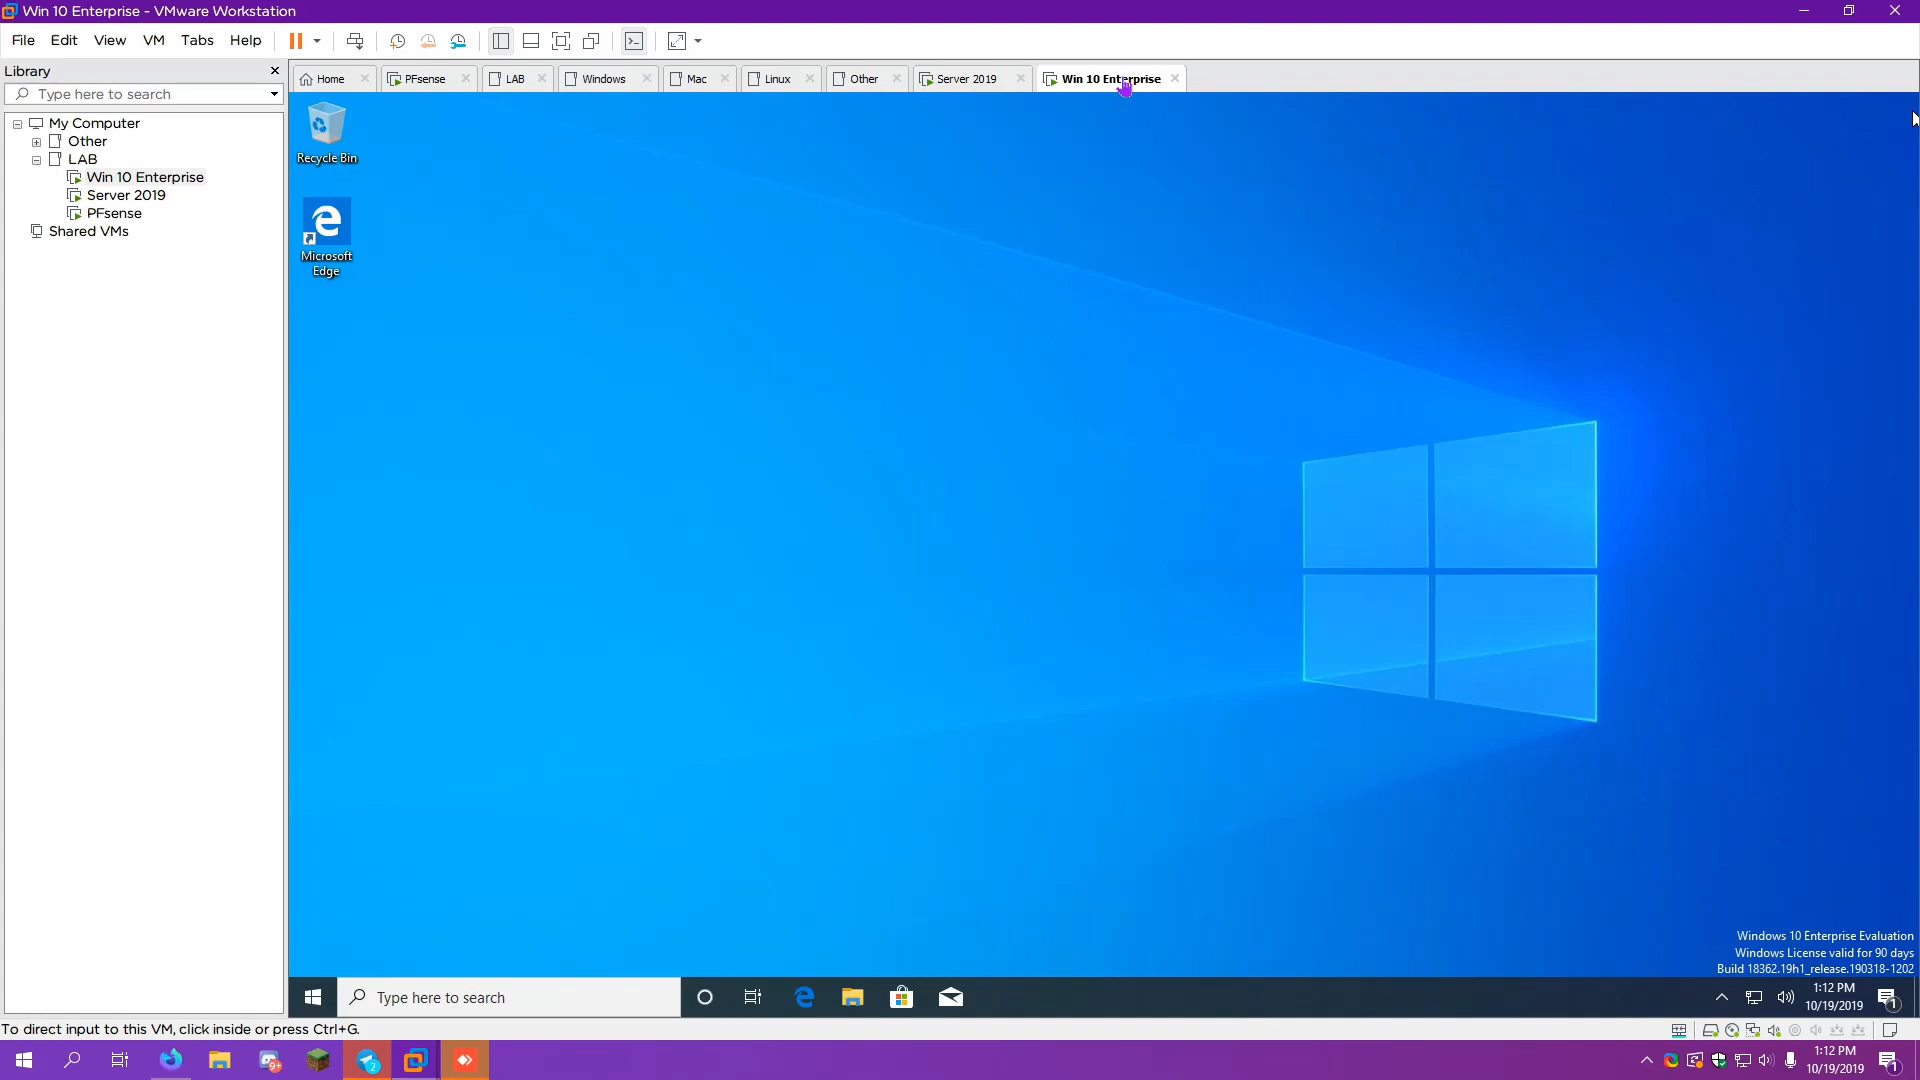 Win 10 Enterprise - VMware Workstation
File Edit View VM Tabs Help
Library
Home PFsense LAB Windows Mac Linux Other Server 2019 Win 10 Enterprise
Type here to search
My Computer
Other
LAB
Win 10 Enterprise
Server 2019
PFsense
Shared VMs
Recycle Bin
Microsoft
Edge
Windows 10 Enterprise Evaluation
Windows License valid for 90 days
Build 18362.19h1_release.190318-1202
Type here to search
1:12 PM
10/19/2019
1
To direct input to this VM, click inside or press Ctrl+G.
9+
2
1:12 PM
10/19/2019
1